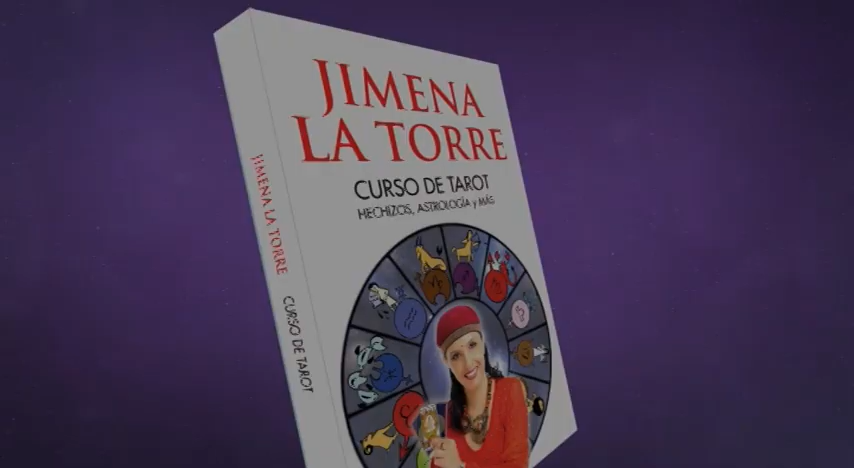 JIMENA
LA TORRE
CURSO DE TAROT
HECHIZOS, ASTROLOGÍA y MÁS
JIMENA LA TORRE
CURSO DE TAROT